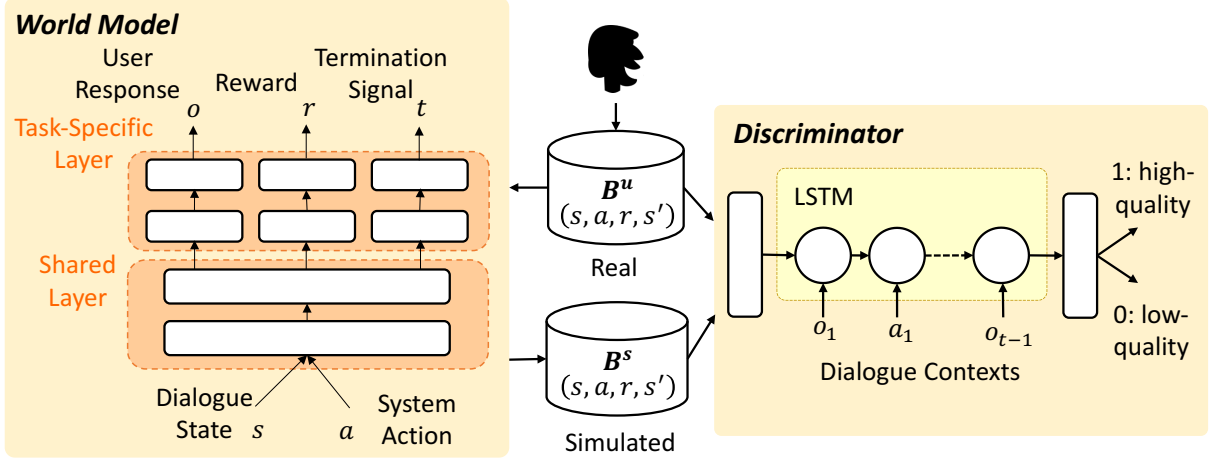 World Model
User
Response
Reward
Termination
Signal
o
r
t
Task-Specific
Layer
Shared
Layer
Dialogue
State s
a
System
Action
B^u
(s, a, r, s′)
Real
B^s
(s, a, r, s′)
Simulated
Discriminator
LSTM
o_1
a_1
o_{t−1}
Dialogue Contexts
1: high-
quality
0: low-
quality